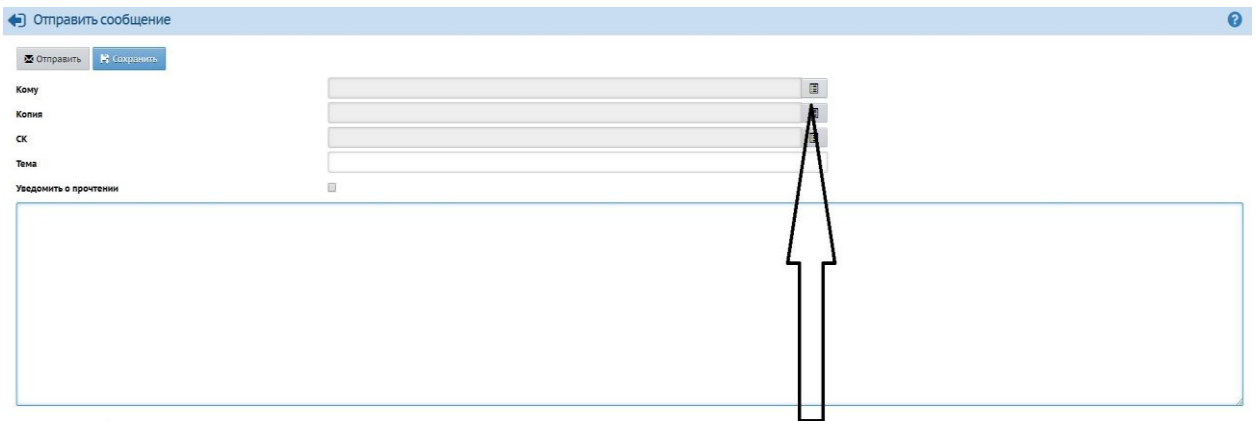 Отправить сообщение
Отправить Сохранить
Кому
Копия
СК
Тема
Уведомить о прочтении